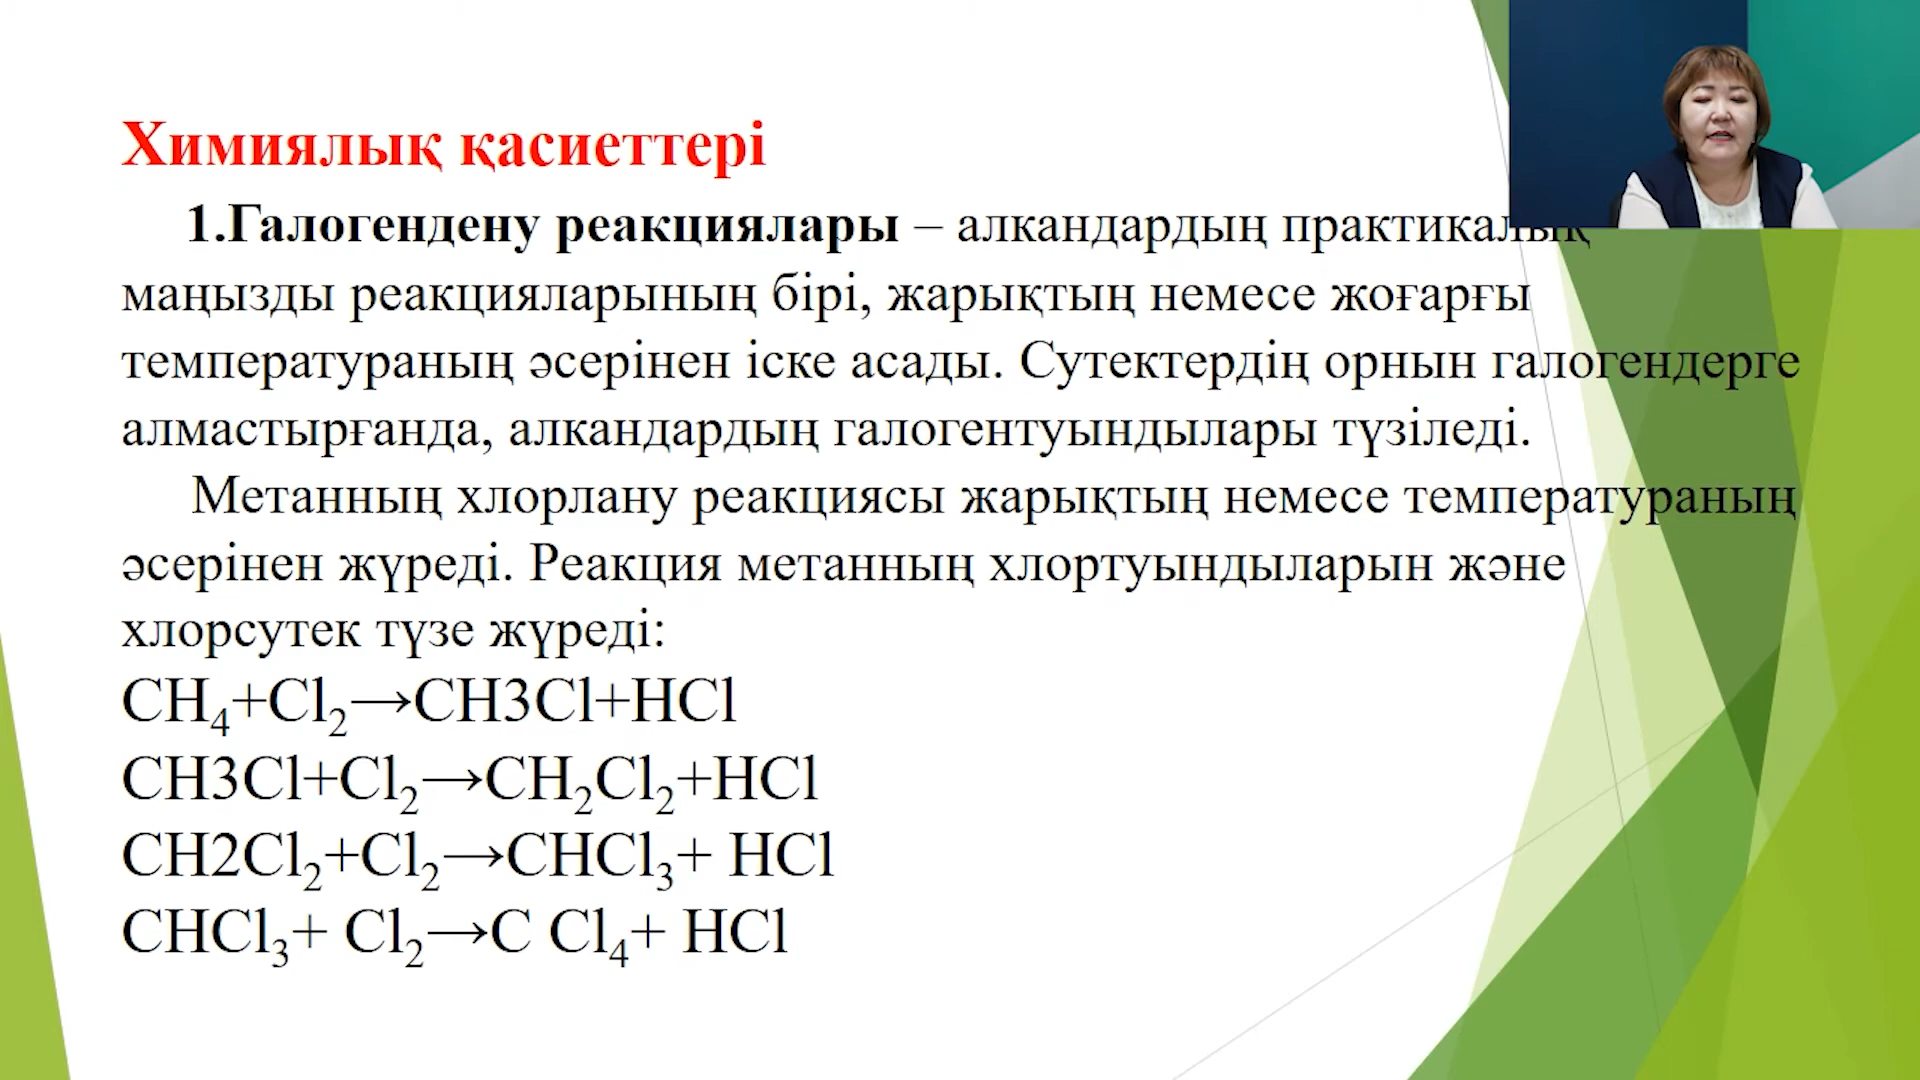 Химиялық қасиеттері
1.Галогендену реакциялары – алкандардың практикалық
маңызды реакцияларының бірі, жарықтың немесе жоғарғы
температураның әсерінен іске асады. Сутектердің орнын галогендерге
алмастырғанда, алкандардың галогентуындылары түзіледі.
Метанның хлорлану реакциясы жарықтың немесе температураның
әсерінен жүреді. Реакция метанның хлортуындыларын және
хлорсутек түзе жүреді:
CH₄+Cl₂→CH3Cl+HCl
CH3Cl+Cl₂→CH₂Cl₂+HCl
CH2Cl₂+Cl₂→CHCl₃+ HCl
CHCl₃+ Cl₂→C Cl₄+ HCl